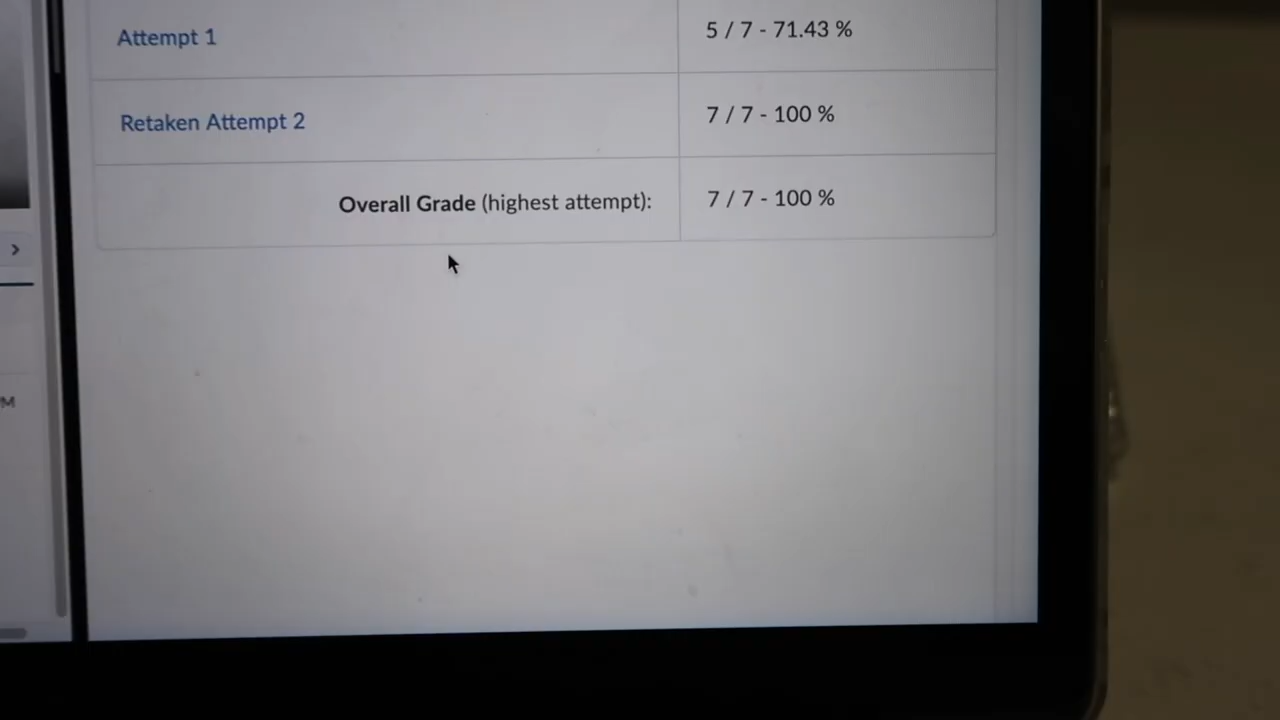 Attempt 1
5 / 7 - 71.43 %
Retaken Attempt 2
7 / 7 - 100 %
Overall Grade (highest attempt):
7 / 7 - 100 %
M